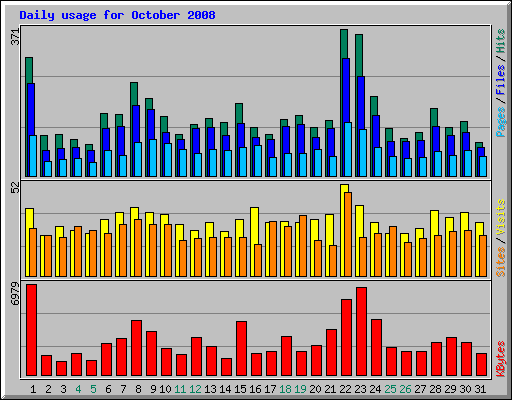 Daily usage for October 2008
371
Pages / Files / Hits
52
Sites / Visits
6979
KBytes
1 2 3 4 5 6 7 8 9 10 11 12 13 14 15 16 17 18 19 20 21 22 23 24 25 26 27 28 29 30 31